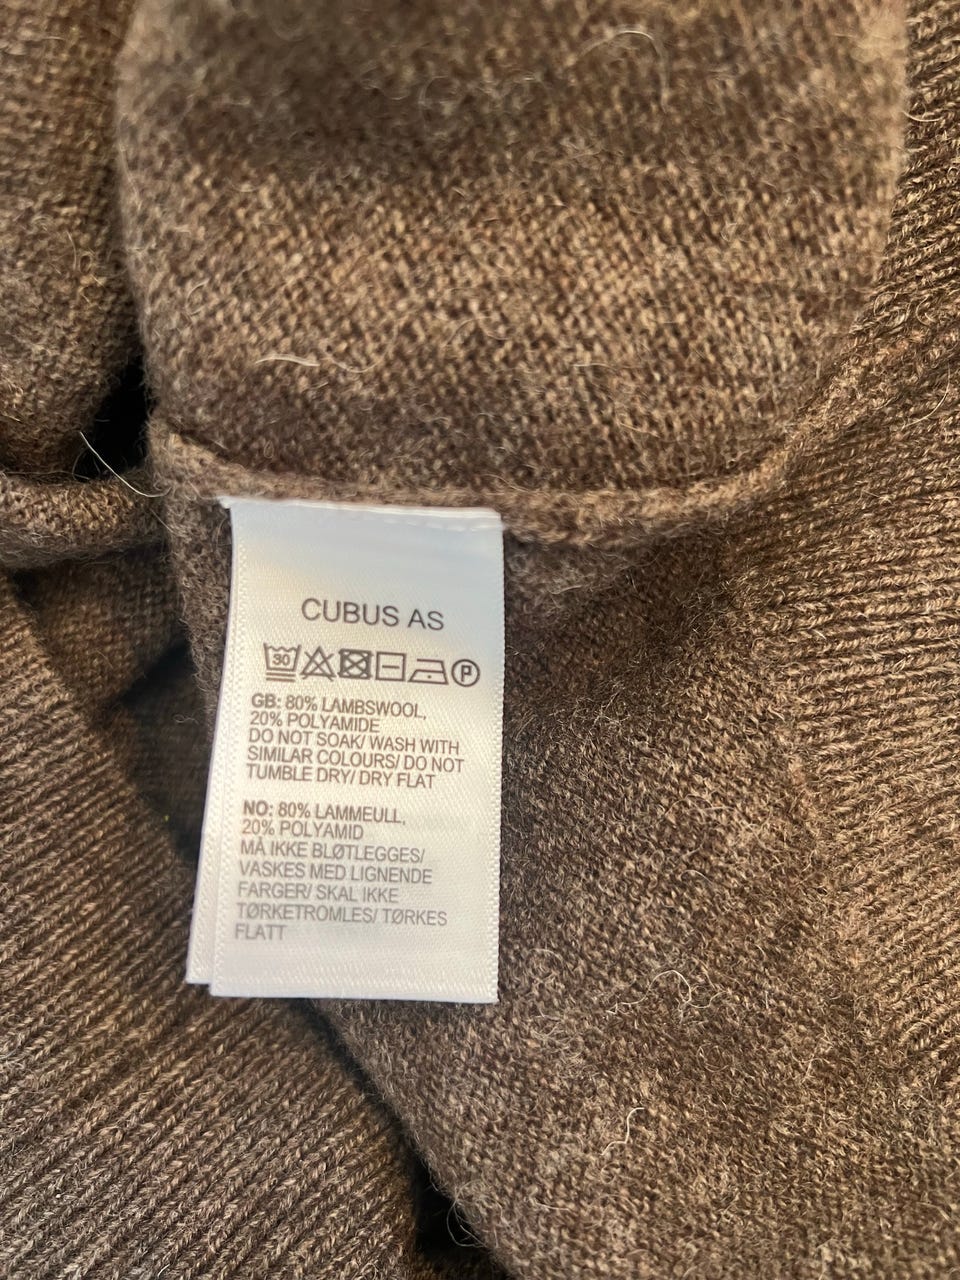 CUBUS AS
30 P
GB: 80% LAMBSWOOL,
20% POLYAMIDE
DO NOT SOAK/ WASH WITH
SIMILAR COLOURS/ DO NOT
TUMBLE DRY/ DRY FLAT
NO: 80% LAMMEULL,
20% POLYAMID
MÅ IKKE BLØTLEGGES/
VASKES MED LIGNENDE
FARGER/ SKAL IKKE
TØRKETROMLES/ TØRKES
FLATT